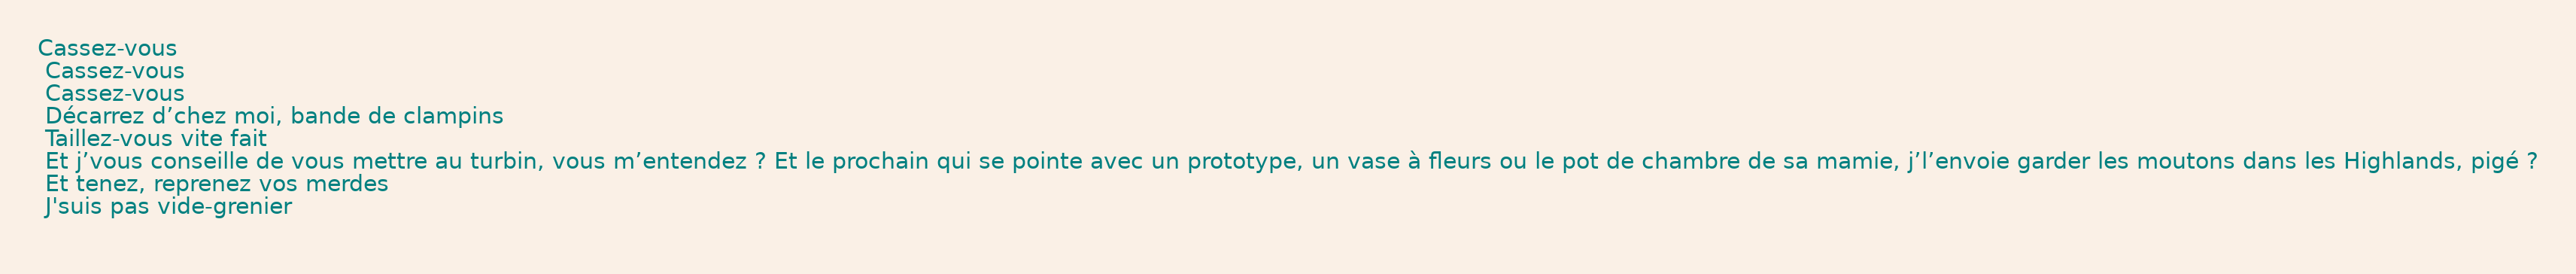 Cassez-vous
Cassez-vous
Cassez-vous
Décarrez d’chez moi, bande de clampins
Taillez-vous vite fait
Et j’vous conseille de vous mettre au turbin, vous m’entendez ? Et le prochain qui se pointe avec un prototype, un vase à fleurs ou le pot de chambre de sa mamie, j’l’envoie garder les moutons dans les Highlands, pigé ?
Et tenez, reprenez vos merdes
J'suis pas vide-grenier